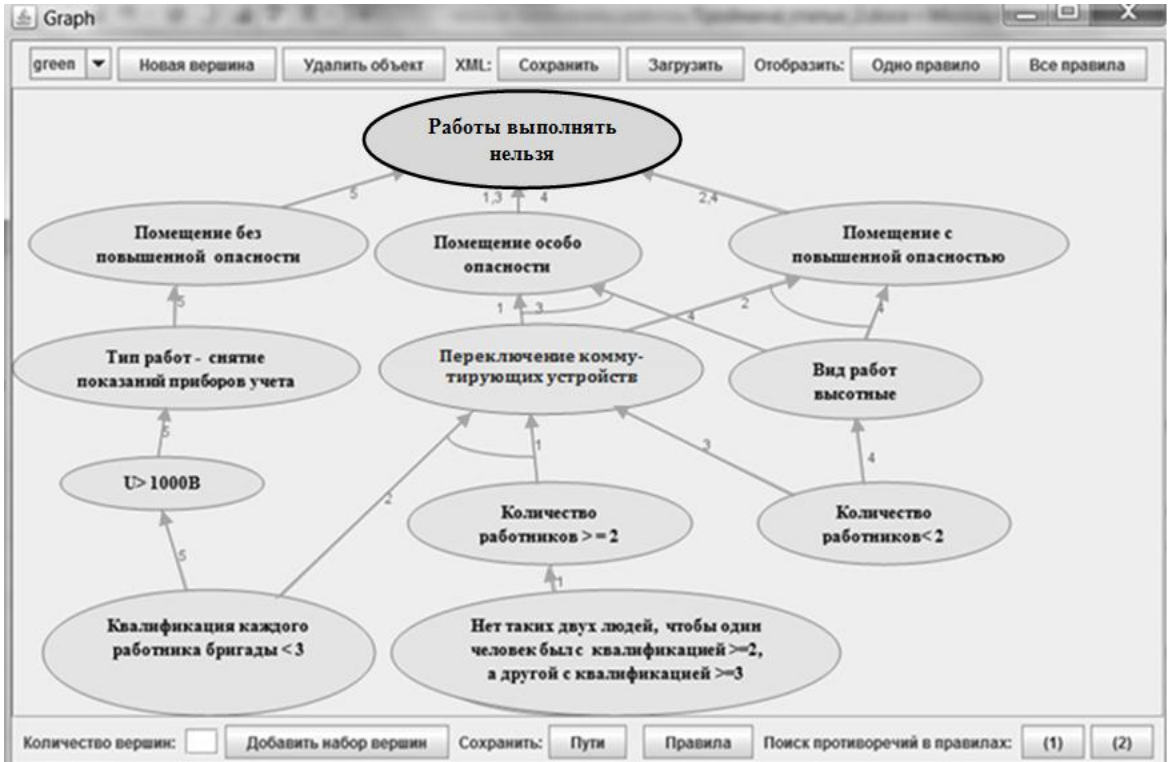 Graph
green Новая вершина Удалить объект XML: Сохранить Загрузить Отобразить: Одно правило Все правила
Работы выполнять
нельзя
5 1,3 4 2,4
Помещение без
повышенной опасности
Помещение особо
опасности
Помещение с
повышенной опасностью
5 1 3 4 2 4
Тип работ - снятие
показаний приборов учета
Переключение комму-
тирующих устройств
Вид работ
высотные
5 1 3 4
U> 1000В
2
Количество
работников > = 2
Количество
работников< 2
5 1
Квалификация каждого
работника бригады < 3
Нет таких двух людей, чтобы один
человек был с квалификацией >=2,
а другой с квалификацией >=3
Количество вершин: Добавить набор вершин Сохранить: Пути Правила Поиск противоречий в правилах: (1) (2)